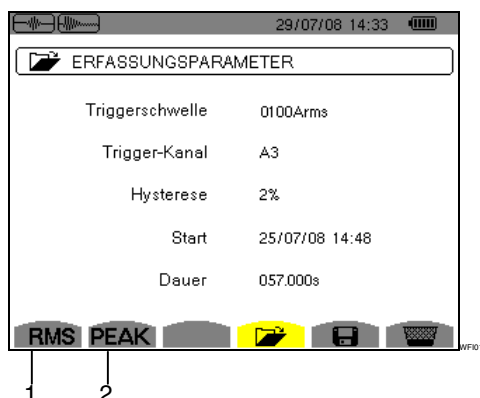 29/07/08 14:33
ERFASSUNGSPARAMETER
Triggerschwelle 0100Arms
Trigger-Kanal A3
Hysterese 2%
Start 25/07/08 14:48
Dauer 057.000s
RMS PEAK
1 2